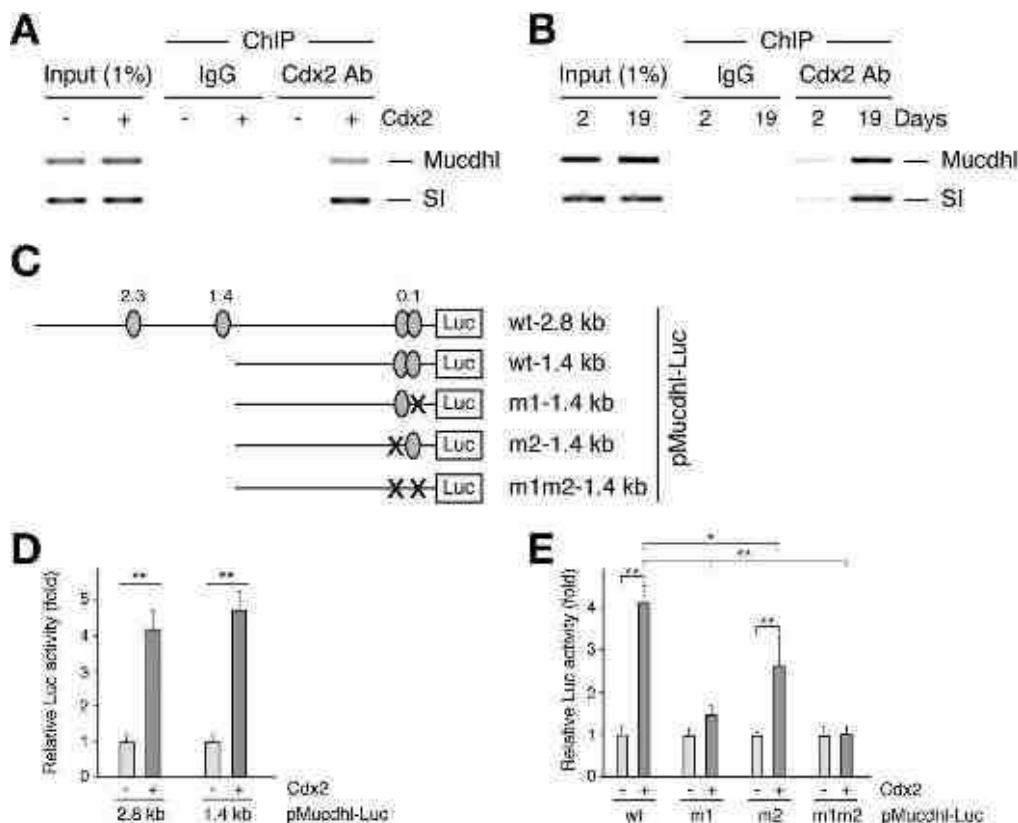 A
ChIP
Input (1%) IgG Cdx2 Ab
- + - + - + Cdx2
Mucdhl
SI
B
ChIP
Input (1%) IgG Cdx2 Ab
2 19 2 19 2 19 Days
Mucdhl
SI
C
2.3 1.4 0.1
Luc wt-2.8 kb
Luc wt-1.4 kb
Luc m1-1.4 kb
Luc m2-1.4 kb
Luc m1m2-1.4 kb
pMucdhl-Luc
D
Relative Luc activity (fold)
5
4
2
1
0
** **
- + - + Cdx2
2.8 kb 1.4 kb pMucdhl-Luc
E
Relative Luc activity (fold)
4
2
1
0
*
**
** **
- + - + - + - + Cdx2
wt m1 m2 m1m2 pMucdhl-Luc